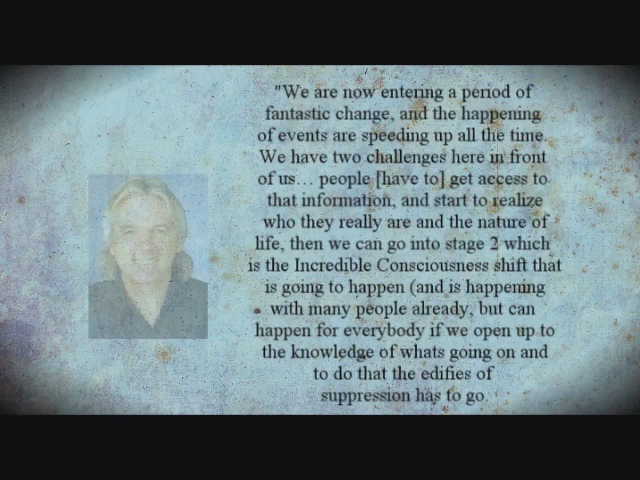 "We are now entering a period of
fantastic change, and the happening
of events are speeding up all the time.
We have two challenges here in front
of us... people [have to] get access to
that information, and start to realize
who they really are and the nature of
life, then we can go into stage 2 which
is the Incredible Consciousness shift that
is going to happen (and is happening
with many people already, but can
happen for everybody if we open up to
the knowledge of whats going on and
to do that the edifies of
suppression has to go.